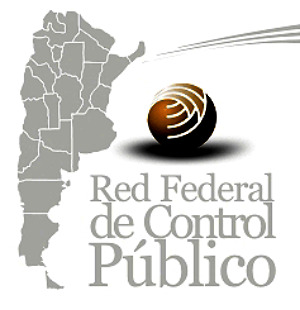 Red Federal
de Control
Público